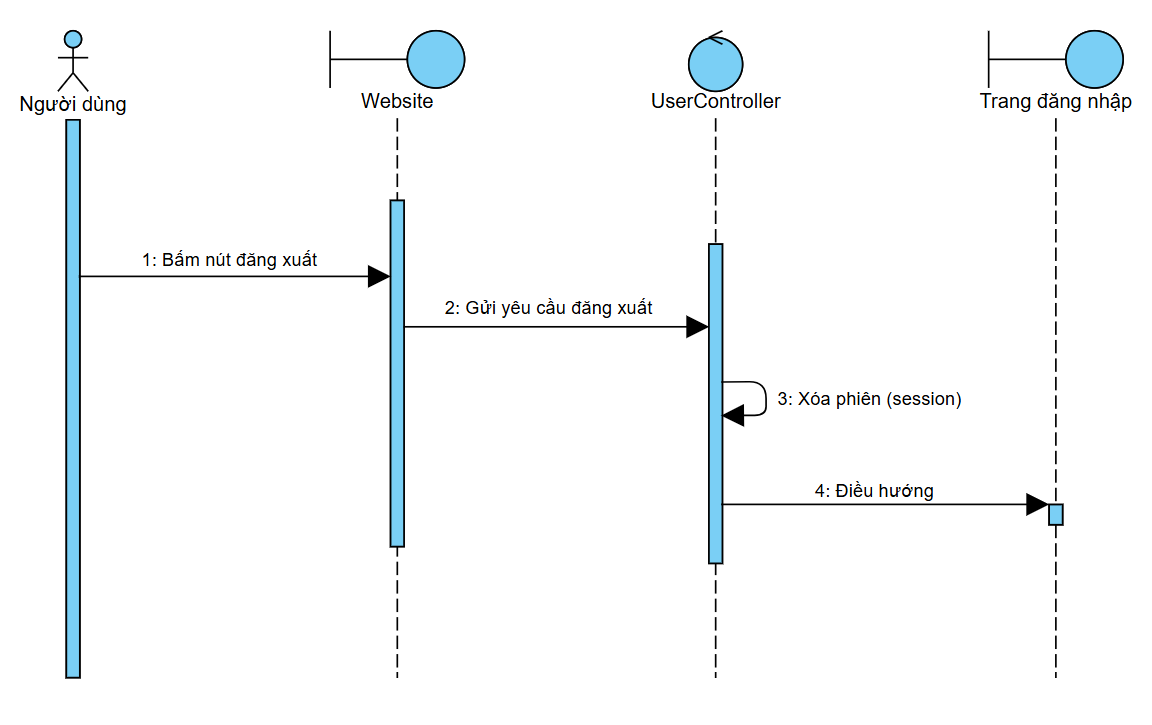 Người dùng
Website
UserController
Trang đăng nhập
1: Bấm nút đăng xuất
2: Gửi yêu cầu đăng xuất
3: Xóa phiên (session)
4: Điều hướng